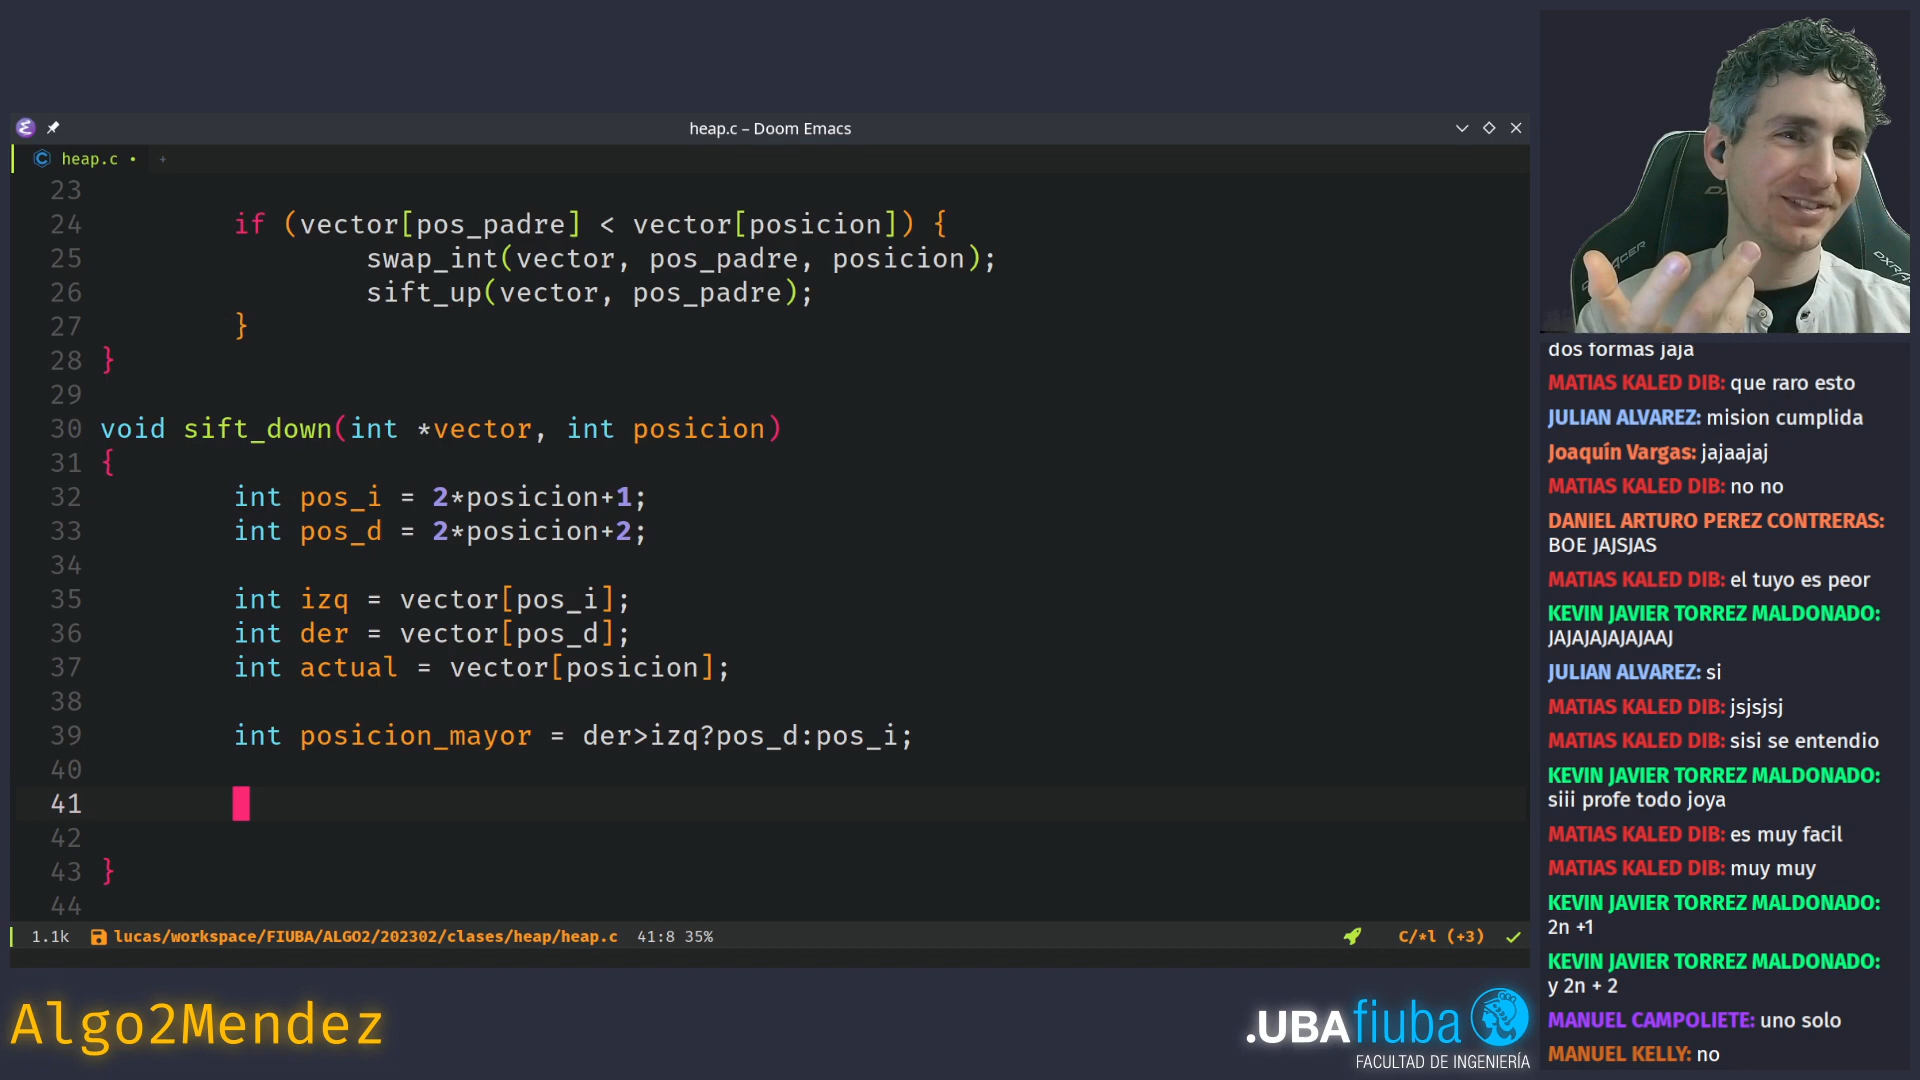 heap.c – Doom Emacs
heap.c • +
23
24 if (vector[pos_padre] < vector[posicion]) {
25 swap_int(vector, pos_padre, posicion);
26 sift_up(vector, pos_padre);
27 }
28 }
29
30 void sift_down(int *vector, int posicion)
31 {
32 int pos_i = 2*posicion+1;
33 int pos_d = 2*posicion+2;
34
35 int izq = vector[pos_i];
36 int der = vector[pos_d];
37 int actual = vector[posicion];
38
39 int posicion_mayor = der>izq?pos_d:pos_i;
40
41
42
43 }
44
1.1k lucas/workspace/FIUBA/ALGO2/202302/clases/heap/heap.c 41:8 35% C/*l (+3)
Algo2Mendez
.UBAfiuba
FACULTAD DE INGENIERÍA
ACER
DXRA
dos formas jaja
MATIAS KALED DIB: que raro esto
JULIAN ALVAREZ: mision cumplida
Joaquín Vargas: jajaajaj
MATIAS KALED DIB: no no
DANIEL ARTURO PEREZ CONTRERAS:
BOE JAJSJAS
MATIAS KALED DIB: el tuyo es peor
KEVIN JAVIER TORREZ MALDONADO:
JAJAJAJAJAJAAJ
JULIAN ALVAREZ: si
MATIAS KALED DIB: jsjsjsj
MATIAS KALED DIB: sisi se entendio
KEVIN JAVIER TORREZ MALDONADO:
siii profe todo joya
MATIAS KALED DIB: es muy facil
MATIAS KALED DIB: muy muy
KEVIN JAVIER TORREZ MALDONADO:
2n +1
KEVIN JAVIER TORREZ MALDONADO:
y 2n + 2
MANUEL CAMPOLIETE: uno solo
MANUEL KELLY: no